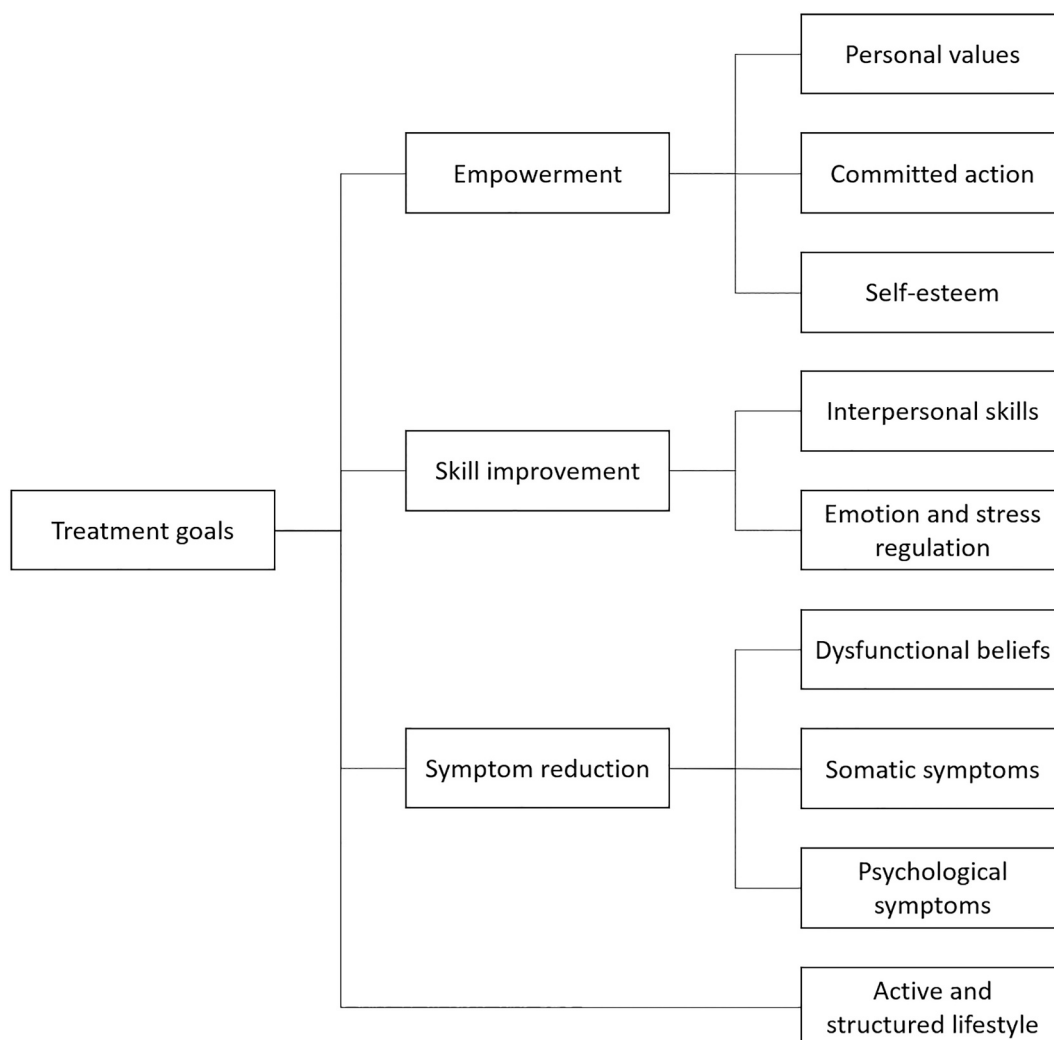 Personal values
Empowerment
Committed action
Self-esteem
Interpersonal skills
Skill improvement
Treatment goals
Emotion and stress
regulation
Dysfunctional beliefs
Symptom reduction
Somatic symptoms
Psychological
symptoms
Active and
structured lifestyle